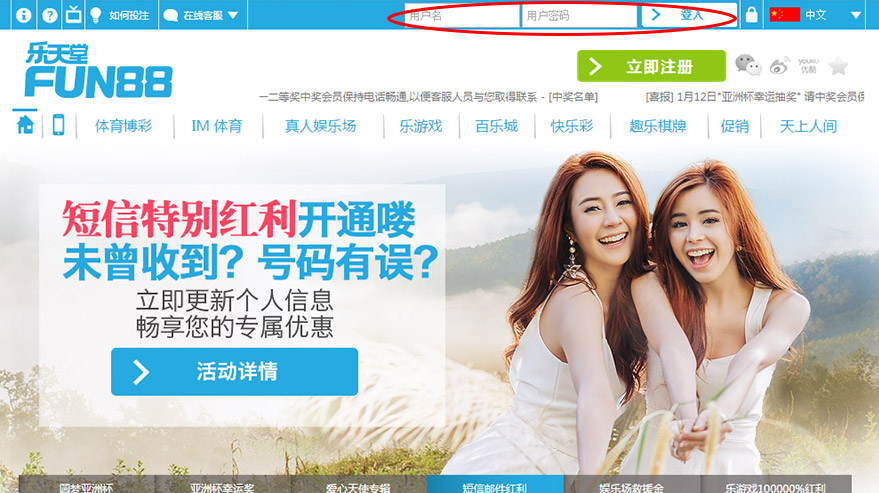 如何投注
在线客服
用户名
用户密码
登入
中文
乐天堂
FUN88
立即注册
YOUKU
优酷
一二等奖中奖会员保持电话畅通,以便客服人员与您取得联系 - [中奖名单]
[喜报] 1月12日"亚洲杯幸运抽奖" 请中奖会员保
体育博彩
IM 体育
真人娱乐场
乐游戏
百乐城
快乐彩
趣乐棋牌
促销
天上人间
短信特别红利开通喽
未曾收到？号码有误？
立即更新个人信息
畅享您的专属优惠
活动详情
圆梦亚洲杯
亚洲杯幸运奖
爱心天使专辑
短信邮件红利
娱乐场救援金
乐游戏100000%红利